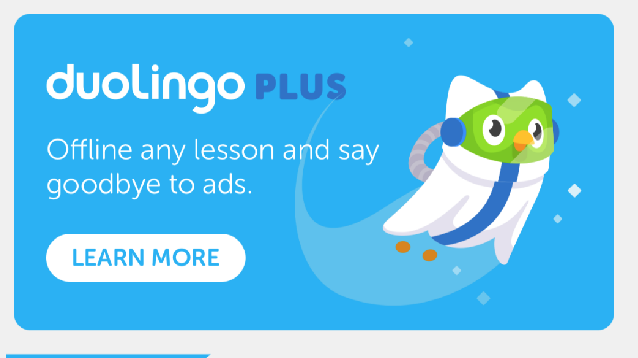 duolingo PLUS
Offline any lesson and say
goodbye to ads.
LEARN MORE